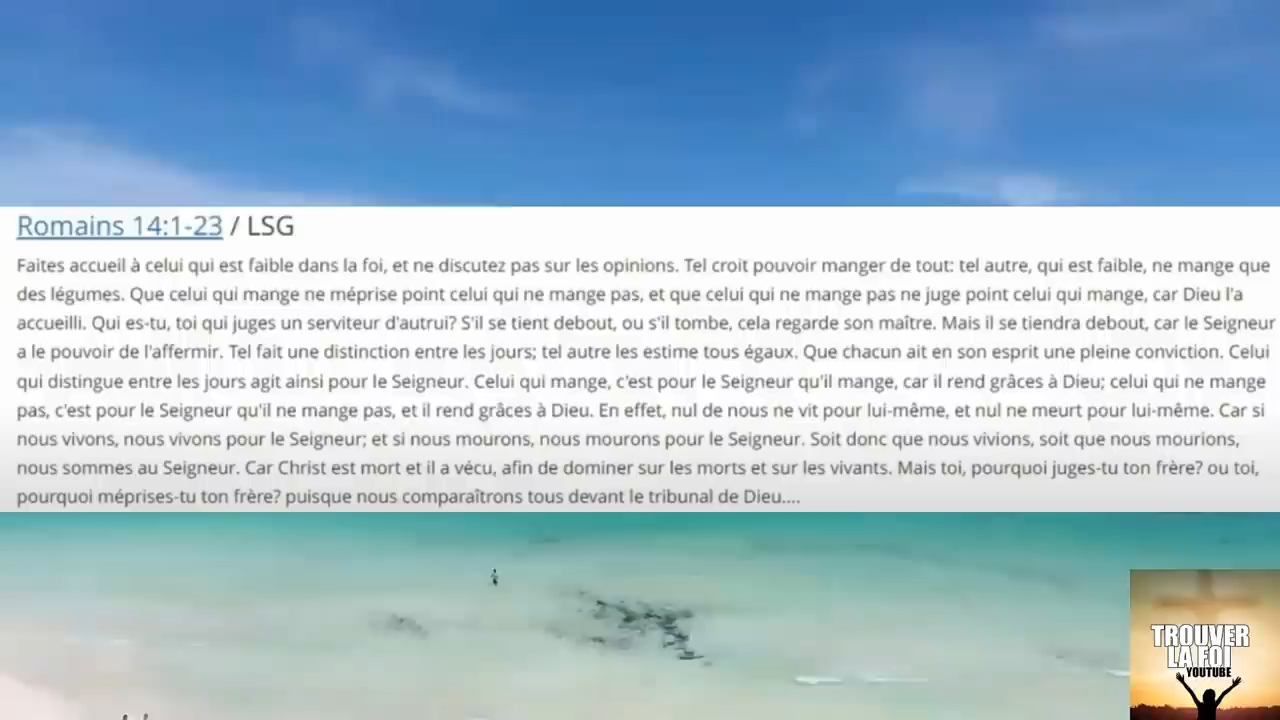 Romains 14:1-23 / LSG
Faites accueil à celui qui est faible dans la foi, et ne discutez pas sur les opinions. Tel croit pouvoir manger de tout: tel autre, qui est faible, ne mange que
des légumes. Que celui qui mange ne méprise point celui qui ne mange pas, et que celui qui ne mange pas ne juge point celui qui mange, car Dieu l'a
accueilli. Qui es-tu, toi qui juges un serviteur d'autrui? S'il se tient debout, ou s'il tombe, cela regarde son maître. Mais il se tiendra debout, car le Seigneur
a le pouvoir de l'affermir. Tel fait une distinction entre les jours; tel autre les estime tous égaux. Que chacun ait en son esprit une pleine conviction. Celui
qui distingue entre les jours agit ainsi pour le Seigneur. Celui qui mange, c'est pour le Seigneur qu'il mange, car il rend grâces à Dieu; celui qui ne mange
pas, c'est pour le Seigneur qu'il ne mange pas, et il rend grâces à Dieu. En effet, nul de nous ne vit pour lui-même, et nul ne meurt pour lui-même. Car si
nous vivons, nous vivons pour le Seigneur; et si nous mourons, nous mourons pour le Seigneur. Soit donc que nous vivions, soit que nous mourions,
nous sommes au Seigneur. Car Christ est mort et il a vécu, afin de dominer sur les morts et sur les vivants. Mais toi, pourquoi juges-tu ton frère? ou toi,
pourquoi méprises-tu ton frère? puisque nous comparaîtrons tous devant le tribunal de Dieu....
TROUVER
LA FOI
YOUTUBE